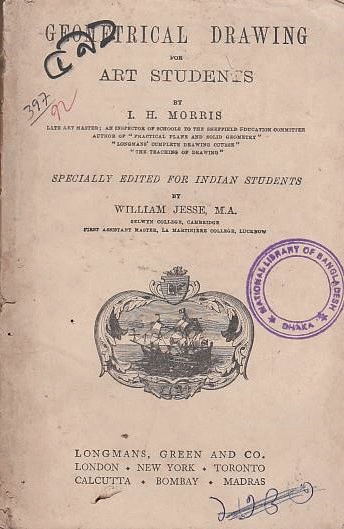 GEOMETRICAL DRAWING
FOR
ART STUDENTS
BY
I. H. MORRIS
LATE ART MASTER; AN INSPECTOR OF SCHOOLS TO THE SHEFFIELD EDUCATION COMMITTEE
AUTHOR OF "PRACTICAL PLANE AND SOLID GEOMETRY"
"LONGMANS' COMPLETE DRAWING COURSE"
"THE TEACHING OF DRAWING"
397
92
SPECIALLY EDITED FOR INDIAN STUDENTS
BY
WILLIAM JESSE, M.A.
SELWYN COLLEGE, CAMBRIDGE
FIRST ASSISTANT MASTER, LA MARTINIERE COLLEGE, LUCKNOW
NATIONAL LIBRARY OF BANGLADESH
DHAKA
LONGMANS, GREEN AND CO.
LONDON • NEW YORK • TORONTO
CALCUTTA • BOMBAY • MADRAS